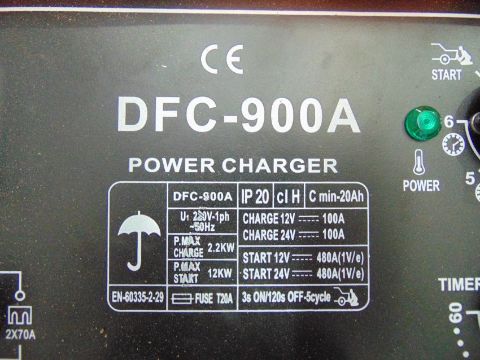 CE
START
DFC-900A
6
POWER CHARGER
POWER
5
DFC-900A IP 20 cl H C min-20Ah
U1 230V-1ph
~50Hz
CHARGE 12V 100A
CHARGE 24V 100A
P.MAX
CHARGE 2.2KW
P.MAX
START 12KW
START 12V 480A(1V/e)
START 24V 480A(1V/e)
EN-60335-2-29 FUSE T20A 3s ON/120s OFF-5cycle
TIMER
60
2X70A